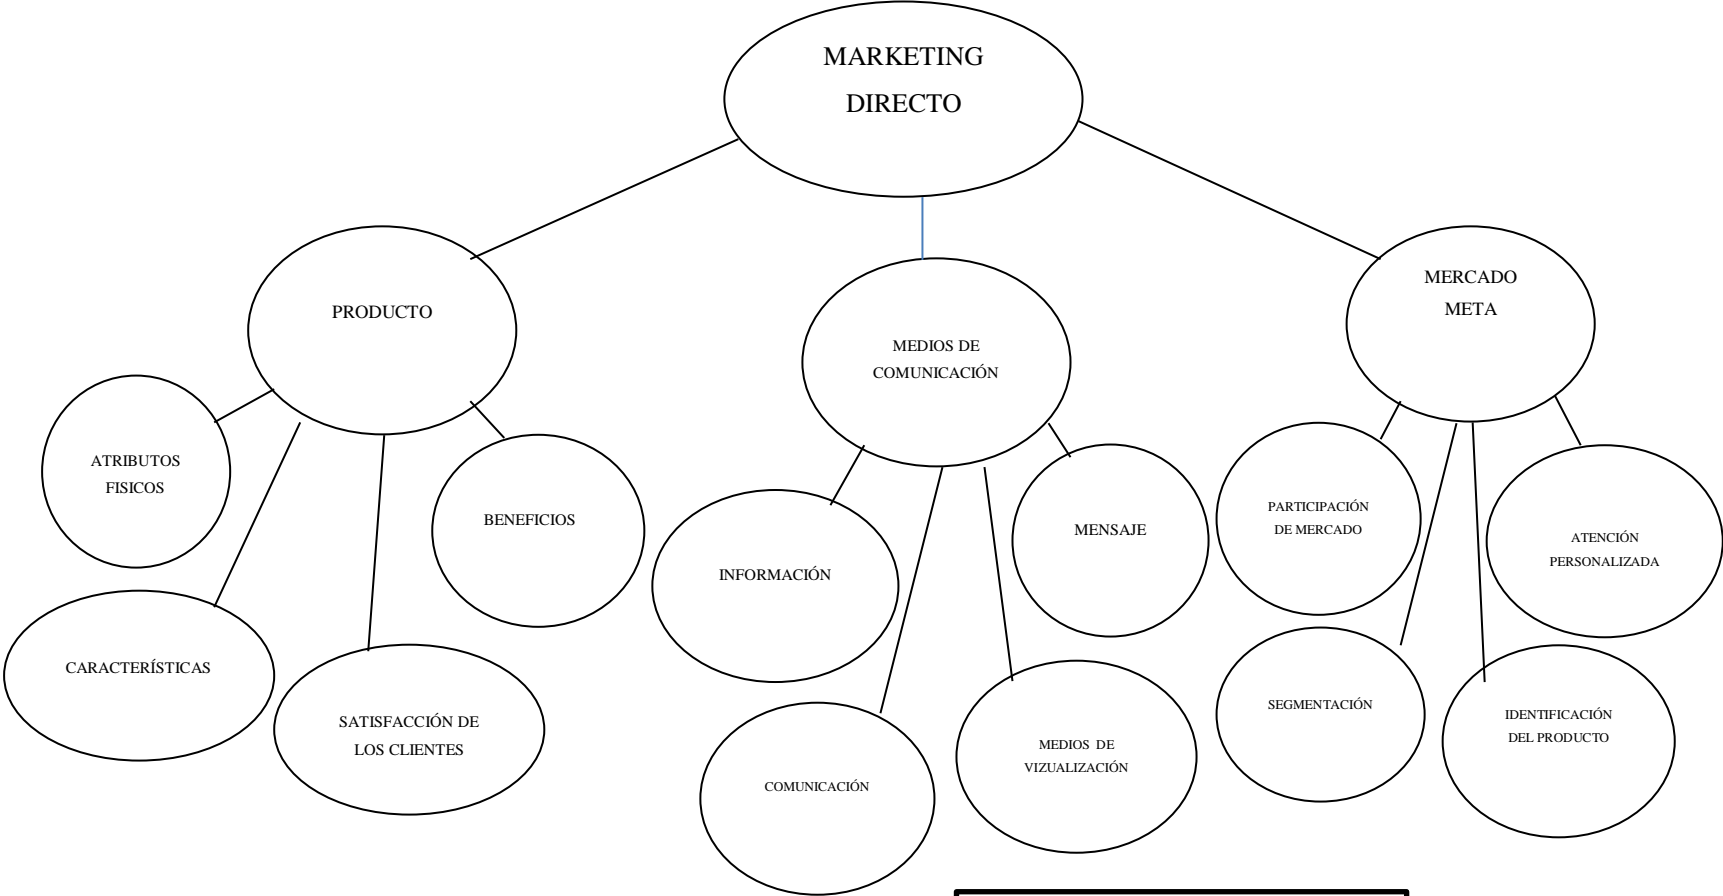 MARKETING
DIRECTO
PRODUCTO
MEDIOS DE
COMUNICACIÓN
MERCADO
META
ATRIBUTOS
FISICOS
CARACTERÍSTICAS
SATISFACCIÓN DE
LOS CLIENTES
BENEFICIOS
INFORMACIÓN
COMUNICACIÓN
MEDIOS DE
VIZUALIZACIÓN
MENSAJE
PARTICIPACIÓN
DE MERCADO
SEGMENTACIÓN
IDENTIFICACIÓN
DEL PRODUCTO
ATENCIÓN
PERSONALIZADA